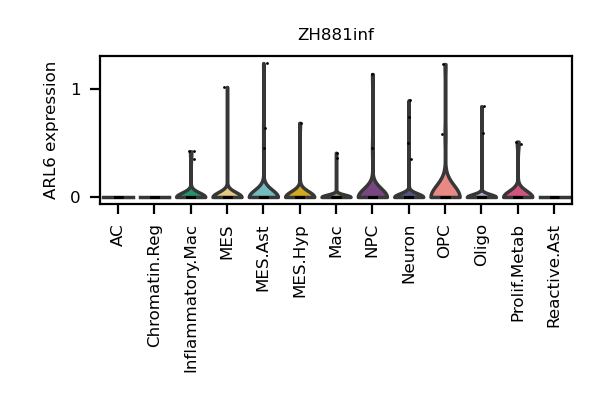 ZH881inf
ARL6 expression
1
0
AC
Chromatin.Reg
Inflammatory.Mac
MES
MES.Ast
MES.Hyp
Mac
NPC
Neuron
OPC
Oligo
Prolif.Metab
Reactive.Ast